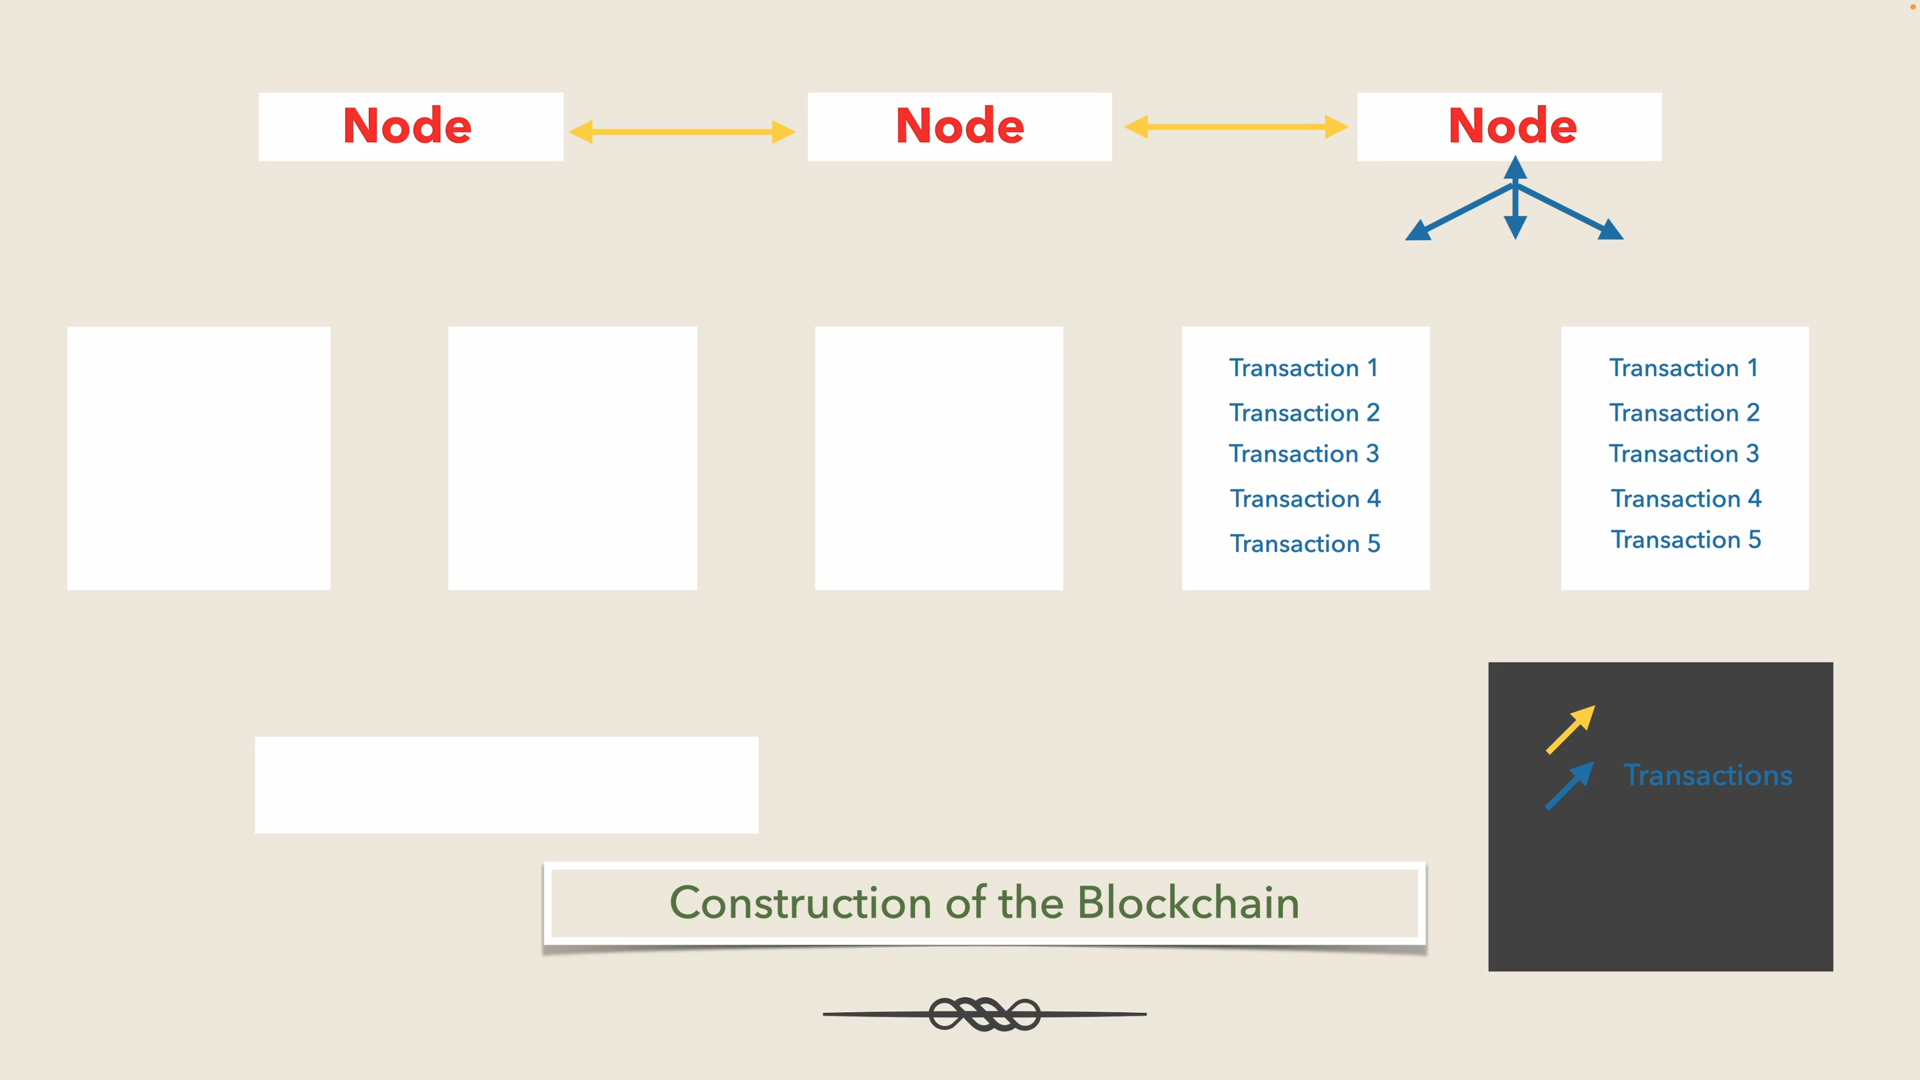 Node
Node
Node
Transaction 1
Transaction 2
Transaction 3
Transaction 4
Transaction 5
Transaction 1
Transaction 2
Transaction 3
Transaction 4
Transaction 5
Transactions
Construction of the Blockchain